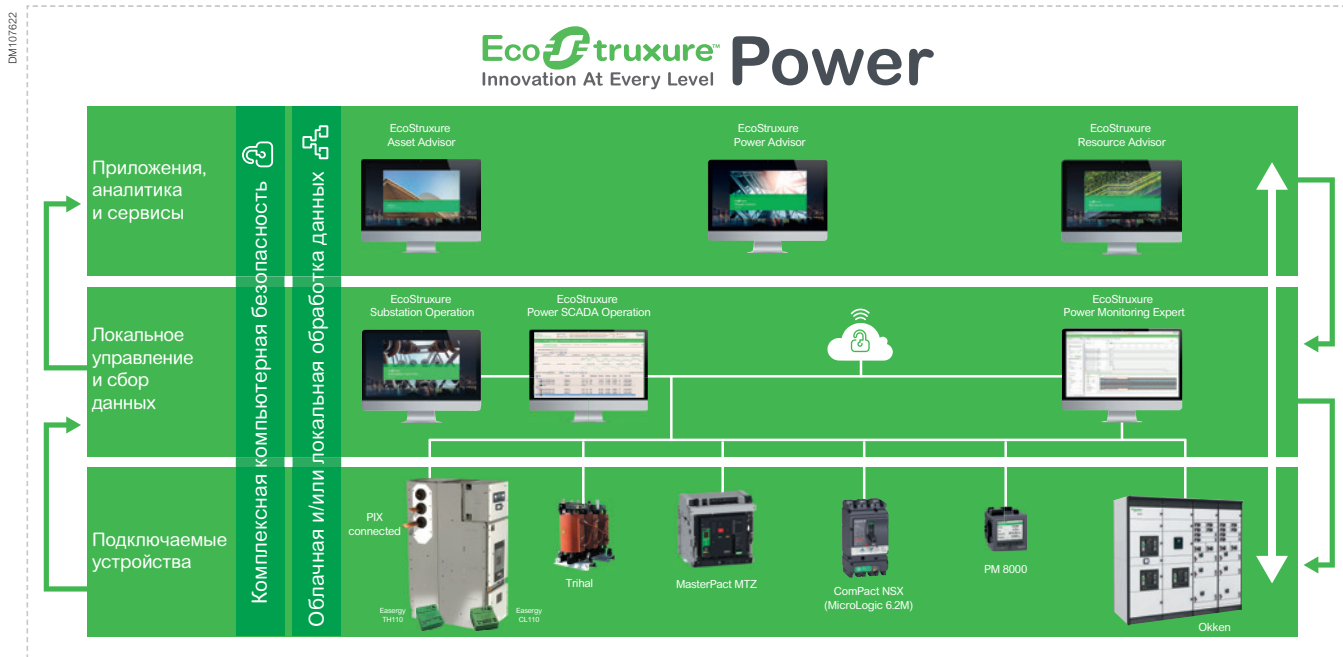 DM107622
EcoStruxure™ Power
Innovation At Every Level
Приложения,
аналитика
и сервисы
Комплексная компьютерная безопасность
Облачная и/или локальная обработка данных
EcoStruxure
Asset Advisor
EcoStruxure
Power Advisor
EcoStruxure
Resource Advisor
Локальное
управление
и сбор
данных
EcoStruxure
Substation Operation
EcoStruxure
Power SCADA Operation
EcoStruxure
Power Monitoring Expert
Подключаемые
устройства
PIX
connected
Easergy
TH110
Easergy
CL110
Trihal
MasterPact MTZ
ComPact NSX
(MicroLogic 6.2M)
PM 8000
Okken